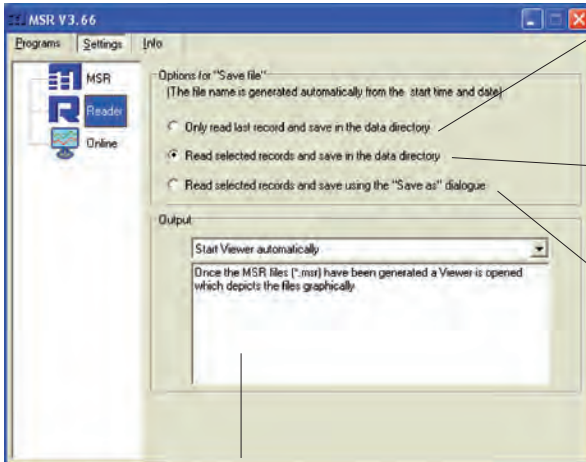 MSR V3.66
Programs Settings Info
MSR
Reader
Online
Options for "Save file"
(The file name is generated automatically from the start time and date)
Only read last record and save in the data directory
Read selected records and save in the data directory
Read selected records and save using the "Save as" dialogue
Output
Start Viewer automatically
Once the MSR files (*.msr) have been generated a Viewer is opened
which depicts the files graphically